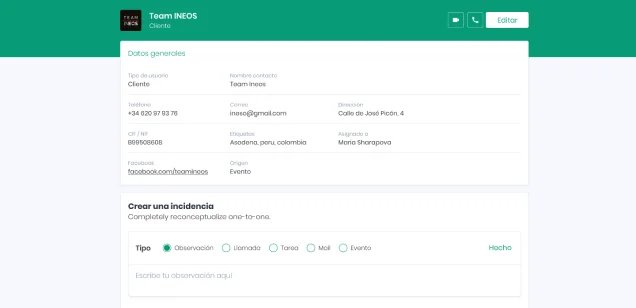 TEAM
INEOS
Team INEOS
Cliente
Editar
Datos generales
Tipo de usuario
Nombre contacto
Cliente
Team Ineos
Teléfono
Correo
Dirección
+34 620 97 93 76
ineso@gmail.com
Calle de José Picón, 4
CIF / NIF
Etiquetas
Asignado a
B99508608
Asadena, peru, colombia
Maria Sharapova
Facebook
Origen
facebook.com/teamineos
Evento
Crear una incidencia
Completely reconceptualize one-to-one.
Tipo
Observación
Llamada
Tarea
Mail
Evento
Hecho
Escribe tu observación aquí